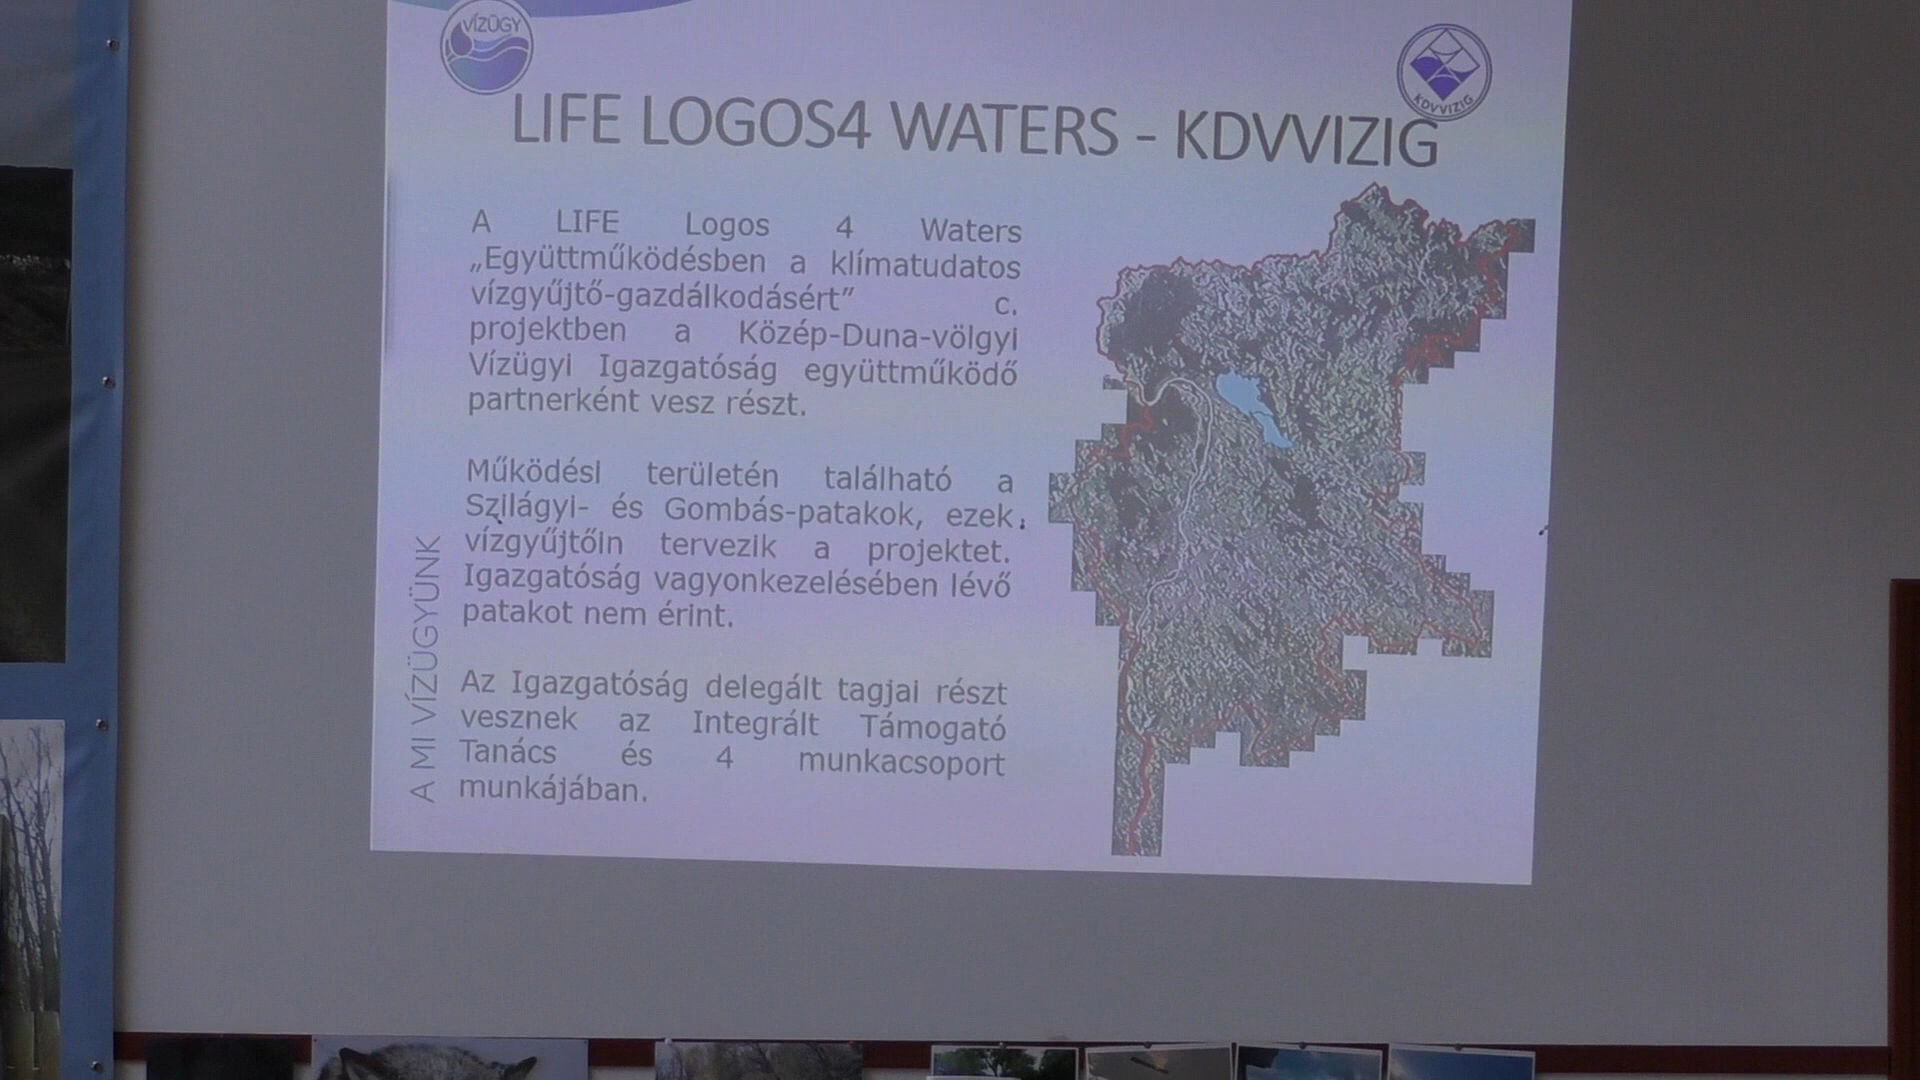 VÍZÜGY
KDVVIZIG
LIFE LOGOS4 WATERS - KDVVIZIG
A LIFE Logos 4 Waters
„Együttműködésben a klímatudatos
vízgyűjtő-gazdálkodásért” c.
projektben a Közép-Duna-völgyi
Vízügyi Igazgatóság együttműködő
partnerként vesz részt.
Működési területén található a
Szilágyi- és Gombás-patakok, ezek
vízgyűjtőin tervezik a projektet.
Igazgatóság vagyonkezelésében lévő
patakot nem érint.
Az Igazgatóság delegált tagjai részt
vesznek az Integrált Támogató
Tanács és 4 munkacsoport
munkájában.
A MI VÍZÜGYÜNK